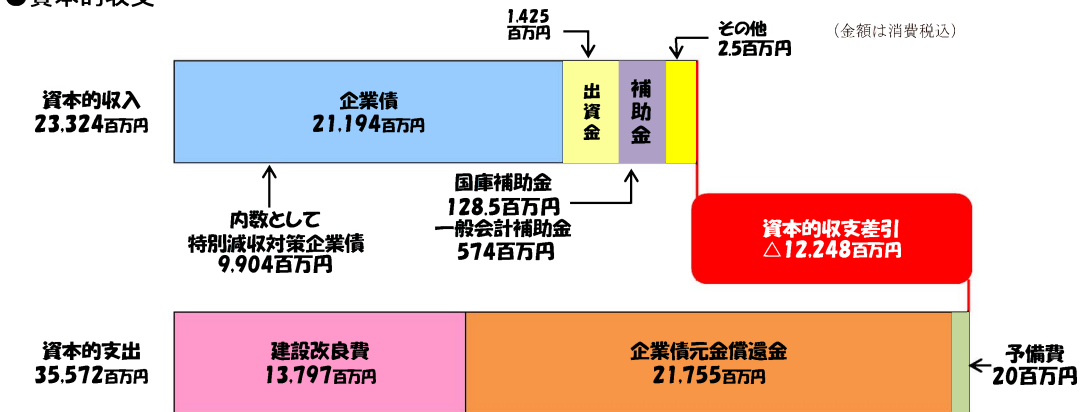 ●資本的収支
1,425
百万円
その他
2.5百万円
(金額は消費税込)
資本的収入
23,324百万円
企業債
21,194百万円
出資金
補助金
内数として
特別減収対策企業債
9,904百万円
国庫補助金
128.5百万円
一般会計補助金
574百万円
資本的収支差引
△12,248百万円
資本的支出
35,572百万円
建設改良費
13,797百万円
企業債元金償還金
21,755百万円
予備費
20百万円